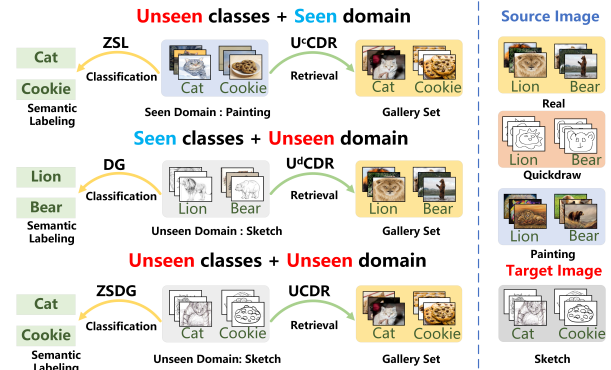 Unseen classes + Seen domain
Cat
Cookie
Semantic
Labeling
ZSL
Classification
Cat Cookie
Seen Domain : Painting
UᶜCDR
Retrieval
Cat Cookie
Gallery Set
Seen classes + Unseen domain
Lion
Bear
Semantic
Labeling
DG
Classification
Lion Bear
Unseen Domain : Sketch
UᵈCDR
Retrieval
Lion Bear
Gallery Set
Unseen classes + Unseen domain
Cat
Cookie
Semantic
Labeling
ZSDG
Classification
Cat Cookie
Unseen Domain: Sketch
UCDR
Retrieval
Cat Cookie
Gallery Set
Source Image
Lion Bear
Real
Lion Bear
Quickdraw
Lion Bear
Painting
Target Image
Cat Cookie
Sketch